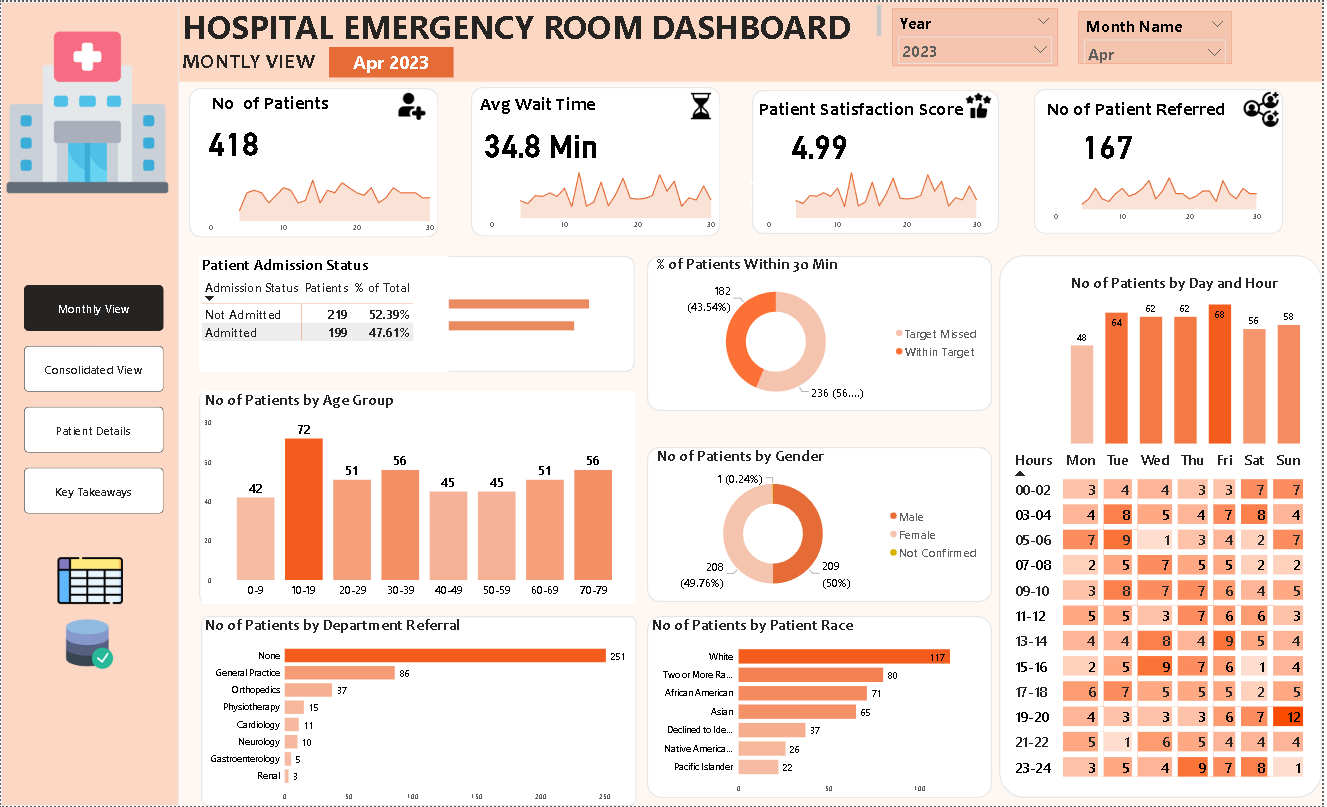 HOSPITAL EMERGENCY ROOM DASHBOARD
MONTLY VIEW
Apr 2023
Year
2023
Month Name
Apr
No of Patients
418
0 10 20 30
Avg Wait Time
34.8 Min
0 10 20 30
Patient Satisfaction Score
4.99
0 10 20 30
No of Patient Referred
167
0 10 20 30
Monthly View
Consolidated View
Patient Details
Key Takeaways
Patient Admission Status
Admission Status Patients % of Total
Not Admitted 219 52.39%
Admitted 199 47.61%
% of Patients Within 30 Min
182
(43.54%)
236 (56....)
Target Missed
Within Target
No of Patients by Age Group
80
60
40
20
0
42 72 51 56 45 45 51 56
0-9 10-19 20-29 30-39 40-49 50-59 60-69 70-79
No of Patients by Gender
1 (0.24%)
208
(49.76%)
209
(50%)
Male
Female
Not Confirmed
No of Patients by Department Referral
None 251
General Practice 86
Orthopedics 37
Physiotherapy 15
Cardiology 11
Neurology 10
Gastroenterology 5
Renal 3
0 50 100 150 200 250
No of Patients by Patient Race
White 117
Two or More Ra... 80
African American 71
Asian 65
Declined to Ide... 37
Native America... 26
Pacific Islander 22
0 50 100
No of Patients by Day and Hour
48 64 62 62 68 56 58
Hours Mon Tue Wed Thu Fri Sat Sun
00-02 3 4 4 3 3 7 7
03-04 4 8 5 4 7 8 4
05-06 7 9 1 3 4 2 7
07-08 2 5 7 5 5 2 2
09-10 3 8 7 7 6 4 5
11-12 5 5 3 7 6 6 3
13-14 4 4 8 4 9 5 4
15-16 2 5 9 7 6 1 4
17-18 6 7 5 5 5 2 5
19-20 4 3 3 3 6 7 12
21-22 5 1 6 5 4 4 4
23-24 3 5 4 9 7 8 1